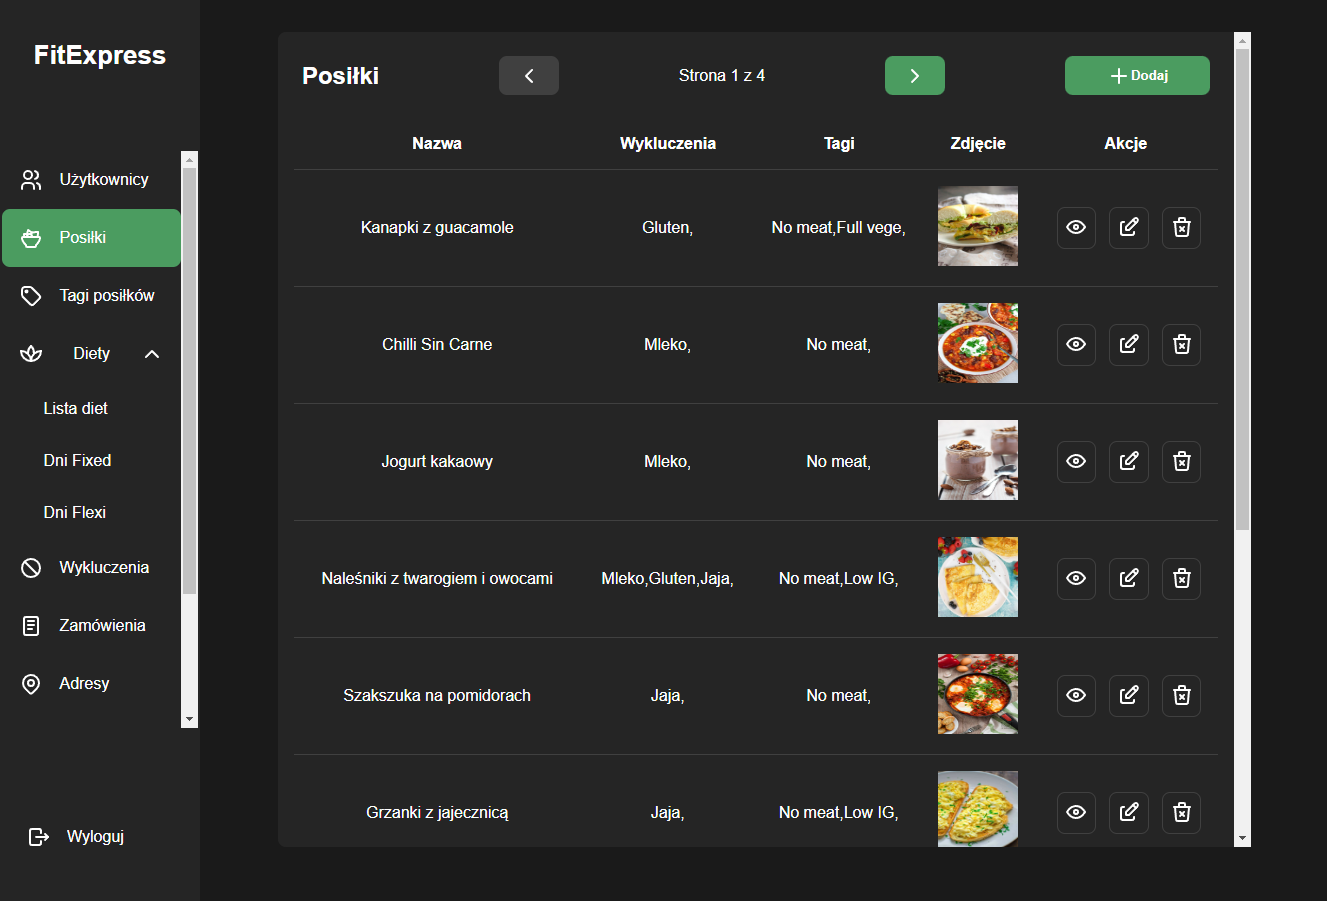 FitExpress
Użytkownicy
Posiłki
Tagi posiłków
Diety
Lista diet
Dni Fixed
Dni Flexi
Wykluczenia
Zamówienia
Adresy
Wyloguj
Posiłki
Strona 1 z 4
Dodaj
Nazwa Wykluczenia Tagi Zdjęcie Akcje
Kanapki z guacamole Gluten, No meat,Full vege,
Chilli Sin Carne Mleko, No meat,
Jogurt kakaowy Mleko, No meat,
Naleśniki z twarogiem i owocami Mleko,Gluten,Jaja, No meat,Low IG,
Szakszuka na pomidorach Jaja, No meat,
Grzanki z jajecznicą Jaja, No meat,Low IG,